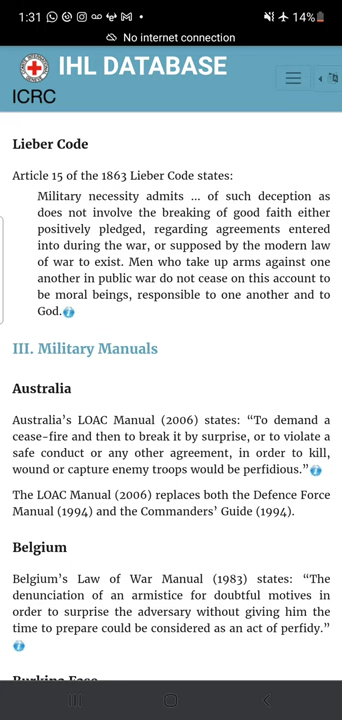 1:31 14%
No internet connection
IHL DATABASE
ICRC
Lieber Code
Article 15 of the 1863 Lieber Code states:
Military necessity admits ... of such deception as
does not involve the breaking of good faith either
positively pledged, regarding agreements entered
into during the war, or supposed by the modern law
of war to exist. Men who take up arms against one
another in public war do not cease on this account to
be moral beings, responsible to one another and to
God.
III. Military Manuals
Australia
Australia’s LOAC Manual (2006) states: “To demand a
cease-fire and then to break it by surprise, or to violate a
safe conduct or any other agreement, in order to kill,
wound or capture enemy troops would be perfidious.”
The LOAC Manual (2006) replaces both the Defence Force
Manual (1994) and the Commanders’ Guide (1994).
Belgium
Belgium’s Law of War Manual (1983) states: “The
denunciation of an armistice for doubtful motives in
order to surprise the adversary without giving him the
time to prepare could be considered as an act of perfidy.”